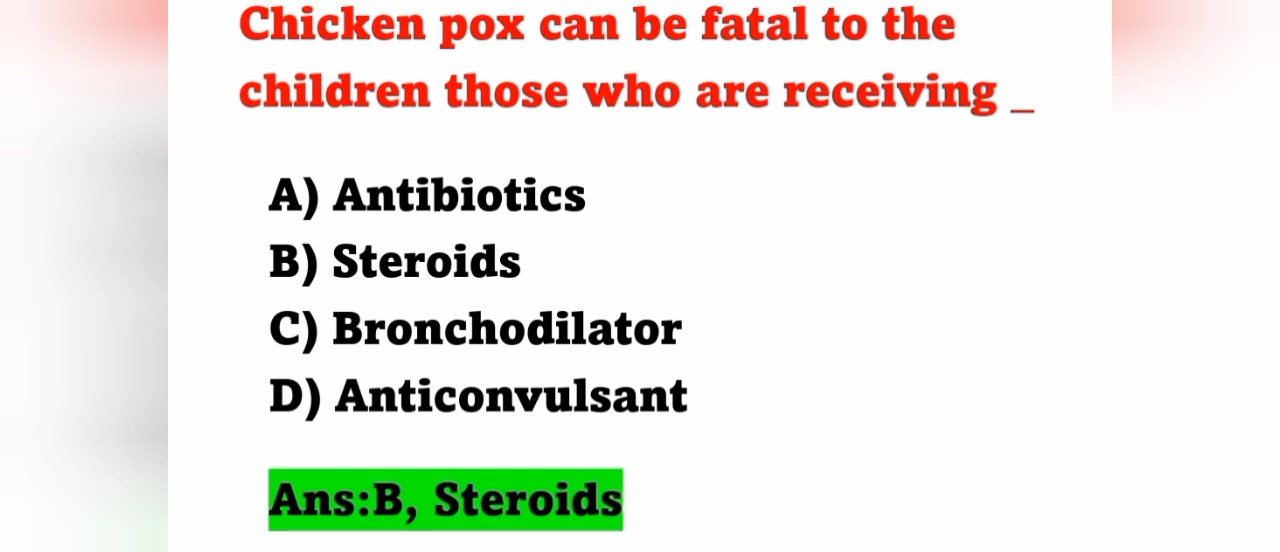 Chicken pox can be fatal to the
children those who are receiving _
A) Antibiotics
B) Steroids
C) Bronchodilator
D) Anticonvulsant
Ans:B, Steroids